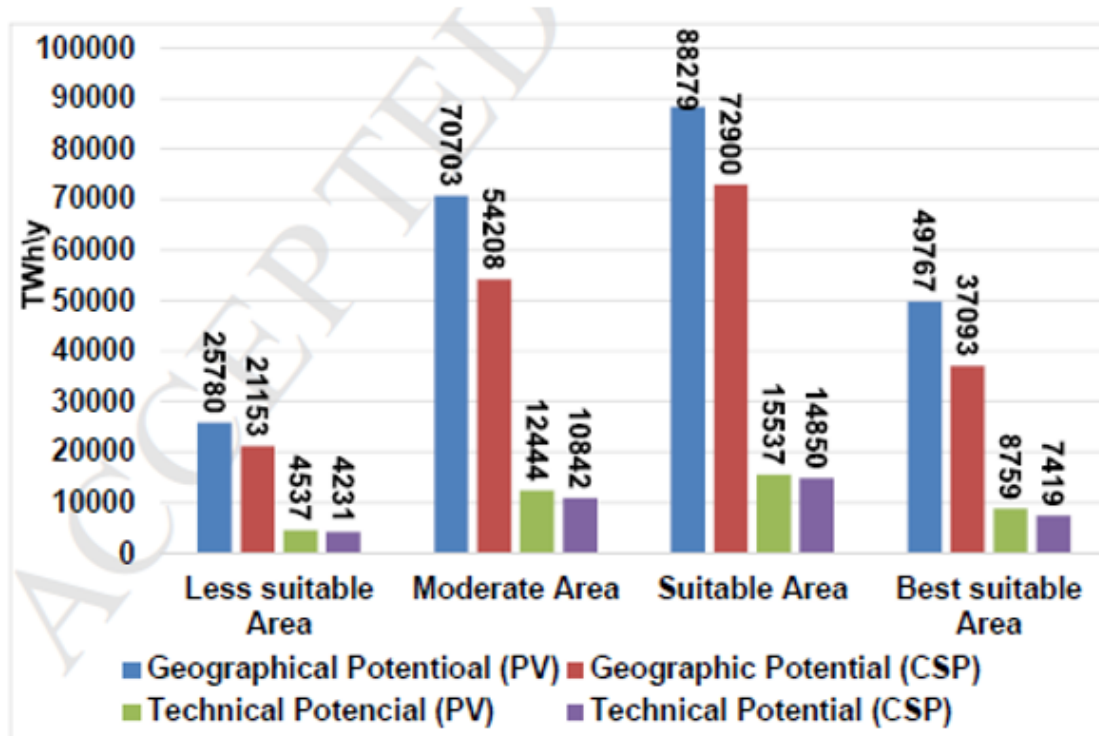 ACCEPTED
100000
90000
80000
70000
60000
50000
40000
30000
20000
10000
0
TWh\y
25780
21153
4537
4231
70703
54208
12444
10842
88279
72900
15537
14850
49767
37093
8759
7419
Less suitable
Area
Moderate Area
Suitable Area
Best suitable
Area
Geographical Potentioal (PV)
Geographic Potential (CSP)
Technical Potencial (PV)
Technical Potential (CSP)